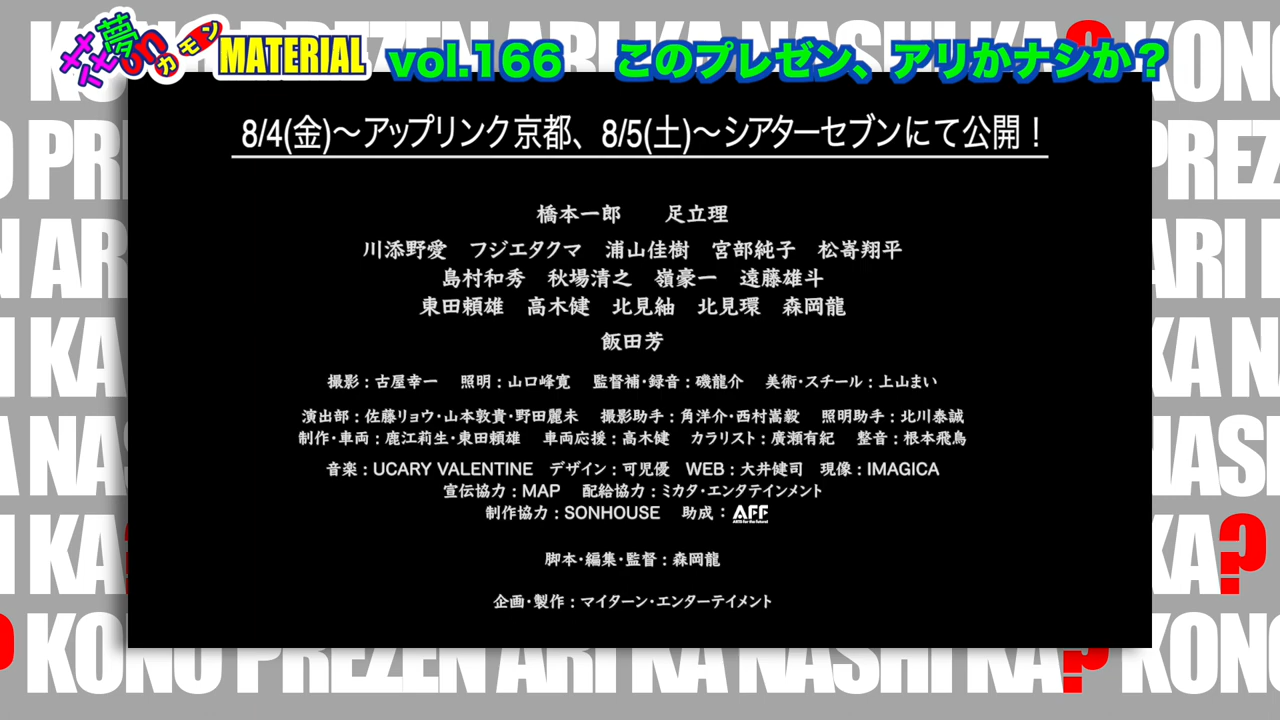 夢 カモン MATERIAL vol.166 このプレゼン、アリかナシか?
8/4(金)〜アップリンク京都、8/5(土)〜シアターセブンにて公開!
橋本一郎 足立理
川添野愛 フジエタクマ 浦山佳樹 宮部純子 松嵜翔平
島村和秀 秋場清之 嶺豪一 遠藤雄斗
東田頼雄 高木健 北見紬 北見環 森岡龍
飯田芳
撮影:古屋幸一 照明:山口峰寛 監督補・録音:磯龍介 美術・スチール:上山まい
演出部:佐藤リョウ・山本敦貴・野田麗未 撮影助手:角洋介・西村嵩毅 照明助手:北川泰誠
制作・車両:鹿江莉生・東田頼雄 車両応援:高木健 カラリスト:廣瀬有紀 整音:根本飛鳥
音楽:UCARY VALENTINE デザイン:可児優 WEB:大井健司 現像:IMAGICA
宣伝協力:MAP 配給協力:ミカタ・エンタテインメント
制作協力:SONHOUSE 助成:AFF ARTS for the future!
脚本・編集・監督:森岡龍
企画・製作:マイターン・エンターテイメント
KONO PREZEN ARI KA NASHI KA?